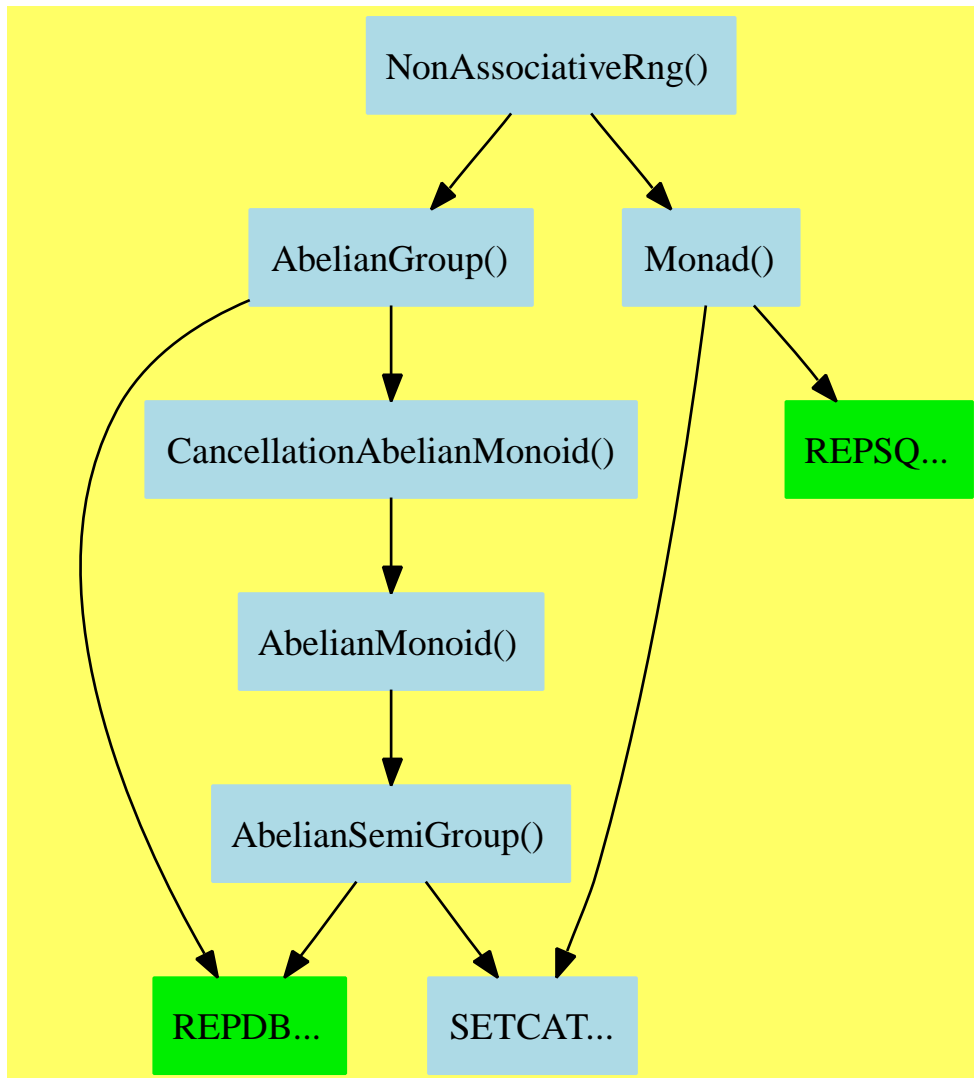 NonAssociativeRng()
AbelianGroup()
Monad()
CancellationAbelianMonoid()
REPSQ...
AbelianMonoid()
AbelianSemiGroup()
REPDB...
SETCAT...